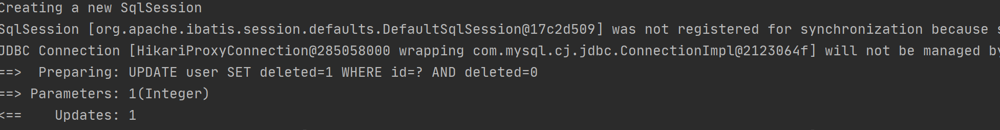 Creating a new SqlSession
SqlSession [org.apache.ibatis.session.defaults.DefaultSqlSession@17c2d509] was not registered for synchronization because
JDBC Connection [HikariProxyConnection@285058000 wrapping com.mysql.cj.jdbc.ConnectionImpl@2123064f] will not be managed by
==>  Preparing: UPDATE user SET deleted=1 WHERE id=? AND deleted=0
==> Parameters: 1(Integer)
<==    Updates: 1